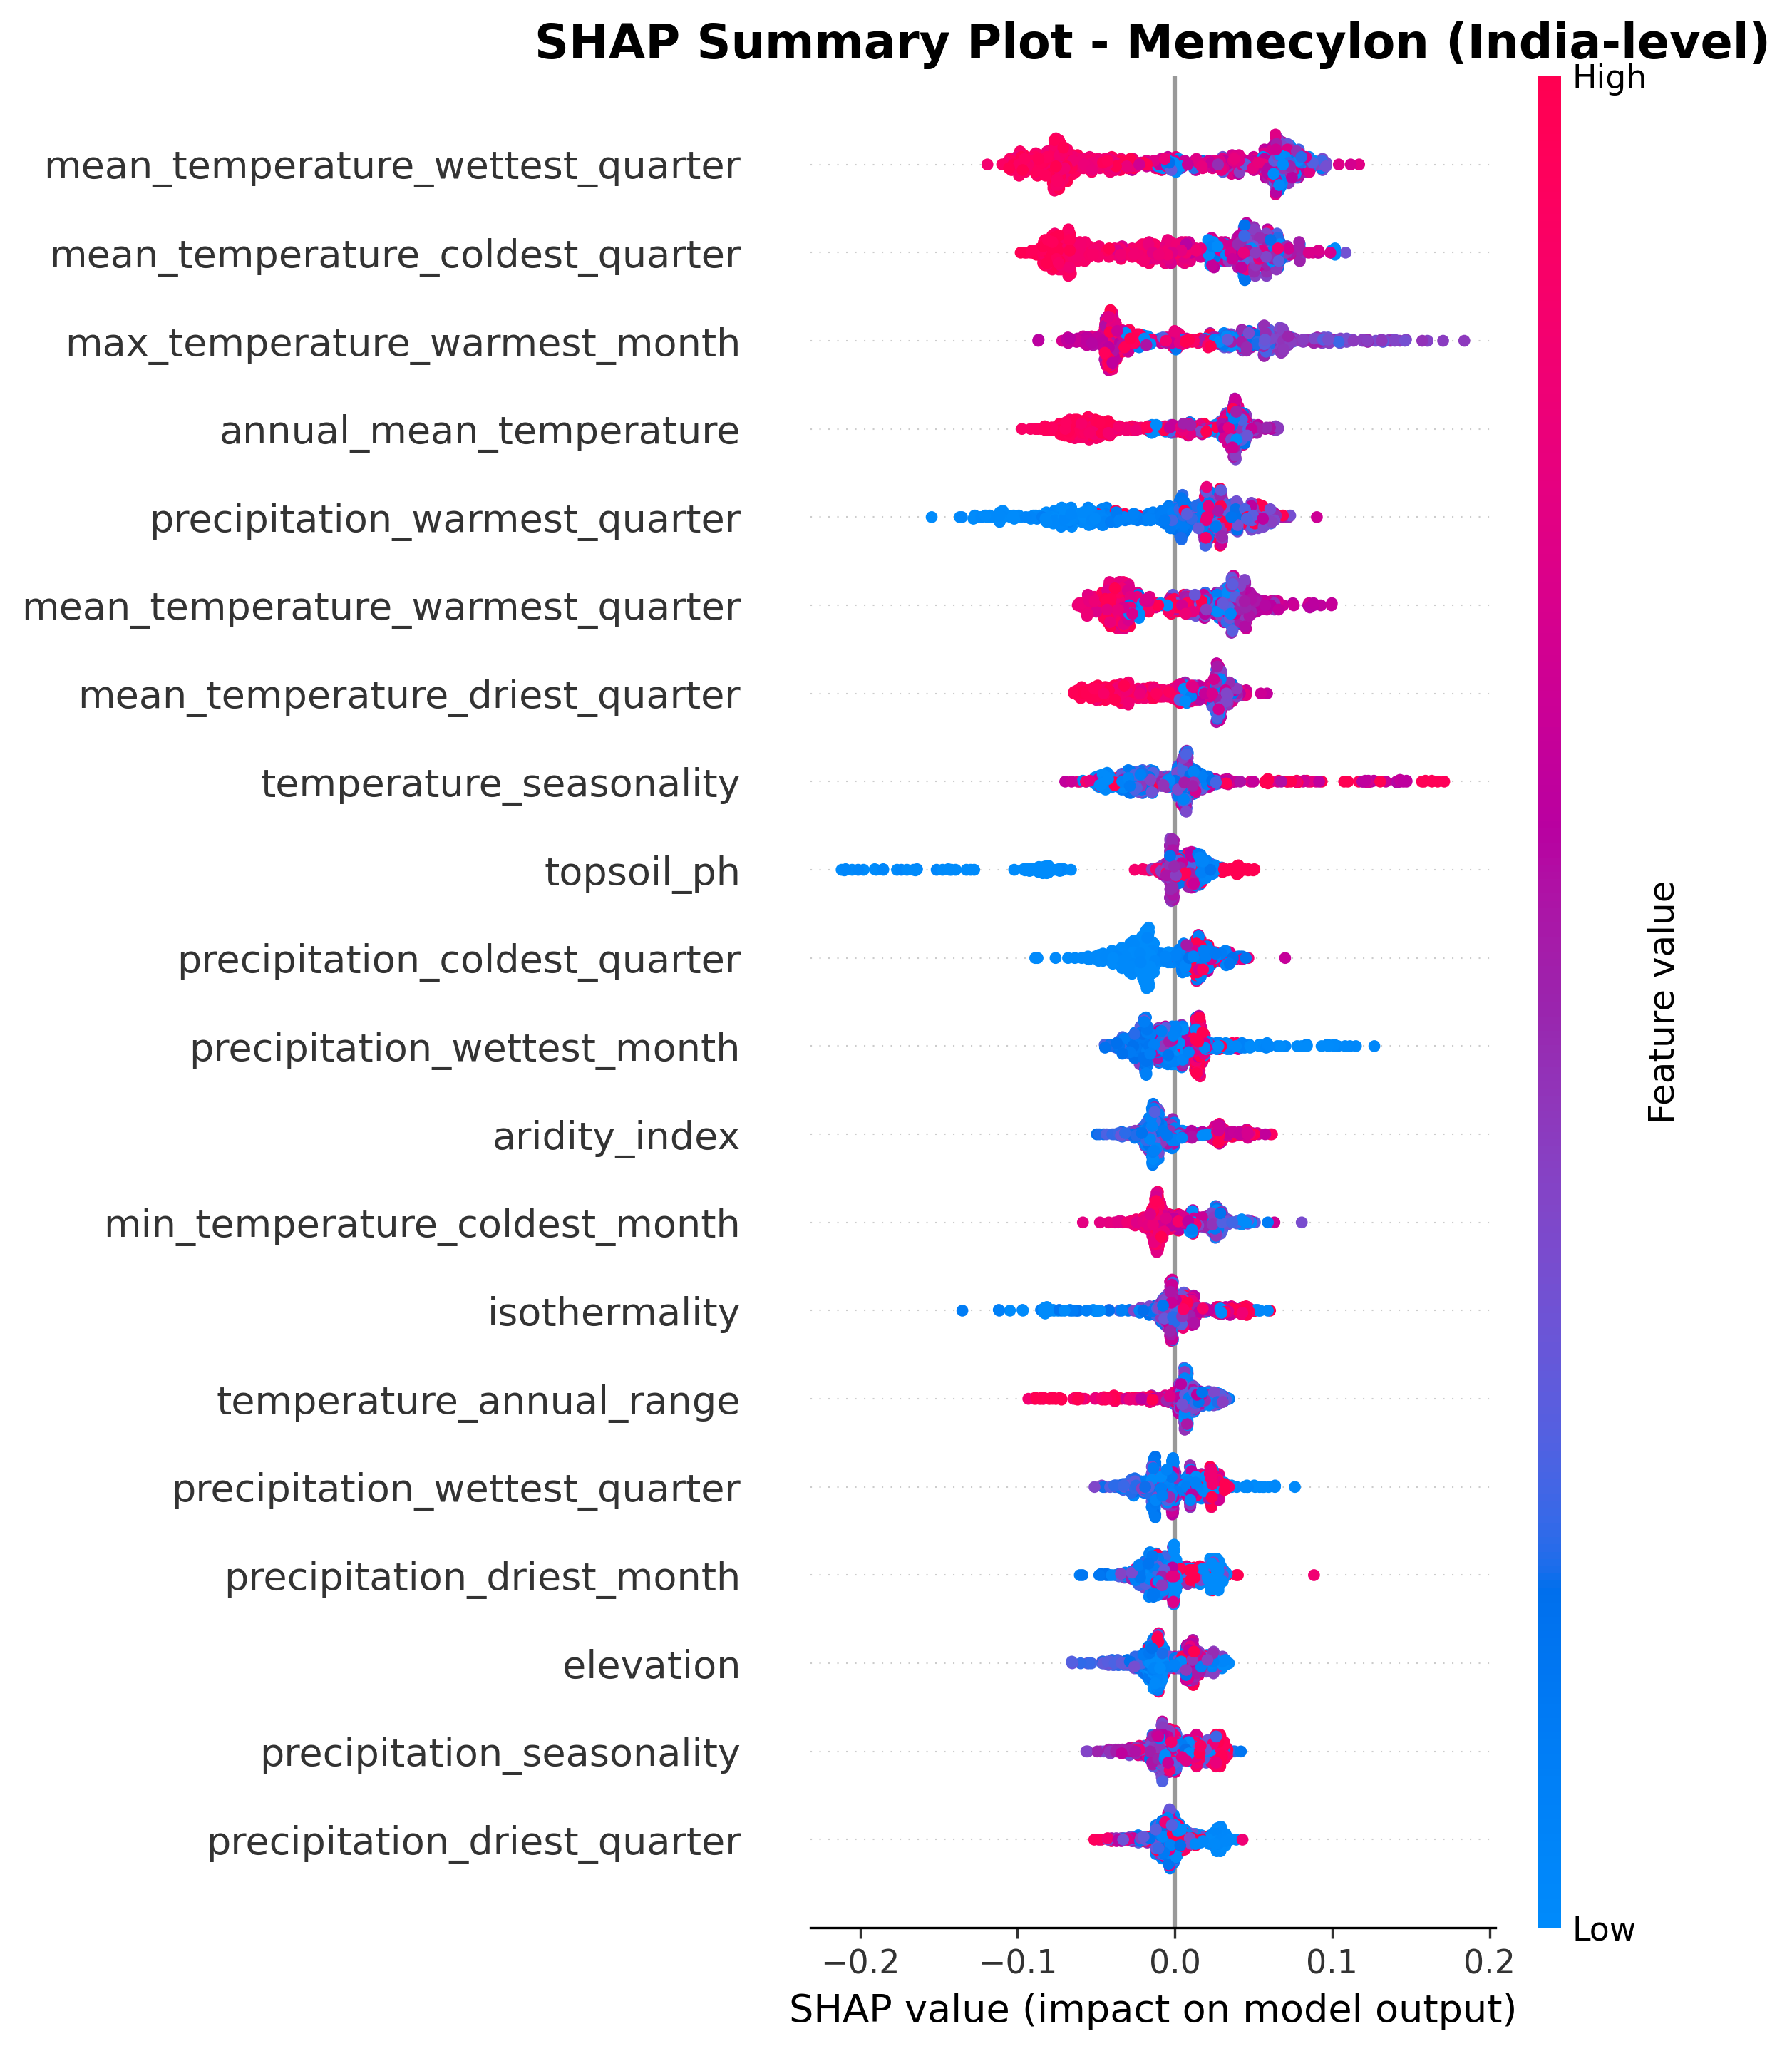 SHAP Summary Plot - Memecylon (India-level)
High
mean_temperature_wettest_quarter
mean_temperature_coldest_quarter
max_temperature_warmest_month
annual_mean_temperature
precipitation_warmest_quarter
mean_temperature_warmest_quarter
mean_temperature_driest_quarter
temperature_seasonality
topsoil_ph
precipitation_coldest_quarter
precipitation_wettest_month
aridity_index
min_temperature_coldest_month
isothermality
temperature_annual_range
precipitation_wettest_quarter
precipitation_driest_month
elevation
precipitation_seasonality
precipitation_driest_quarter
Feature value
Low
−0.2 −0.1 0.0 0.1 0.2
SHAP value (impact on model output)